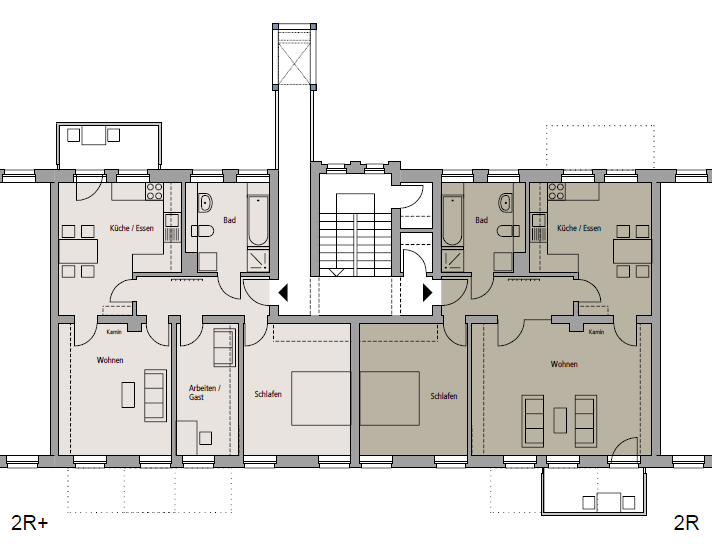 Küche / Essen
Bad
Bad
Küche / Essen
Kamin
Kamin
Wohnen
Wohnen
Arbeiten /
Gast
Schlafen
Schlafen
2R+
2R